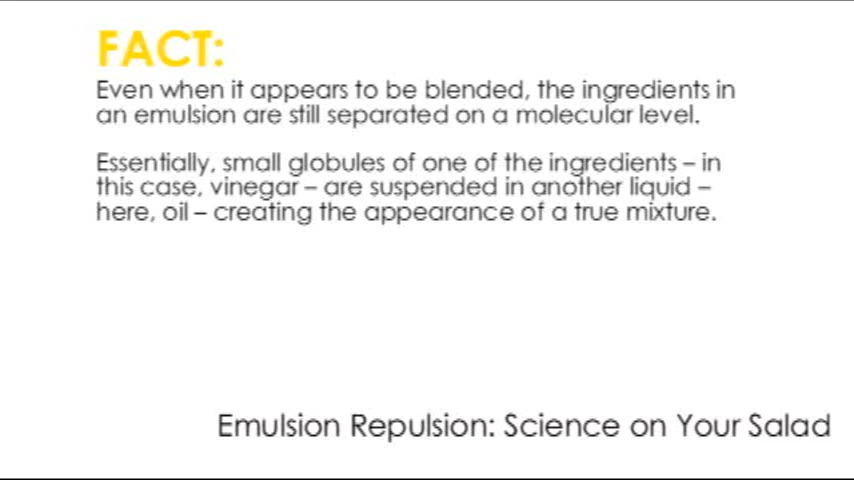 FACT:
Even when it appears to be blended, the ingredients in
an emulsion are still separated on a molecular level.
Essentially, small globules of one of the ingredients – in
this case, vinegar – are suspended in another liquid –
here, oil – creating the appearance of a true mixture.
Emulsion Repulsion: Science on Your Salad